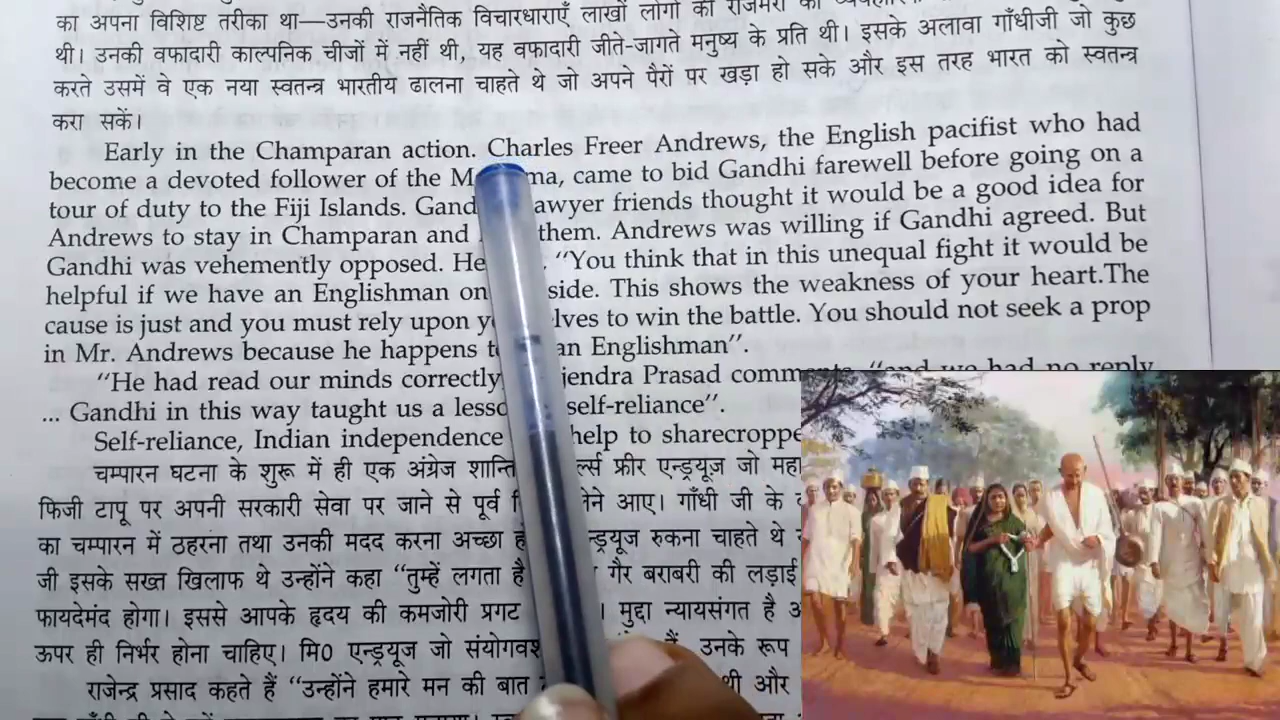 का अपना विशिष्ट तरीका था—उनकी राजनैतिक विचारधाराएँ लाखों लोगों की रोजमर्रा की
थी। उनकी वफादारी काल्पनिक चीजों में नहीं थी, यह वफादारी जीते-जागते मनुष्य के प्रति थी। इसके अलावा गाँधीजी जो कुछ
करते उसमें वे एक नया स्वतन्त्र भारतीय ढालना चाहते थे जो अपने पैरों पर खड़ा हो सके और इस तरह भारत को स्वतन्त्र
करा सकें।
Early in the Champaran action. Charles Freer Andrews, the English pacifist who had
become a devoted follower of the M ma, came to bid Gandhi farewell before going on a
tour of duty to the Fiji Islands. Gand awyer friends thought it would be a good idea for
Andrews to stay in Champaran and them. Andrews was willing if Gandhi agreed. But
Gandhi was vehemently opposed. He “You think that in this unequal fight it would be
helpful if we have an Englishman on side. This shows the weakness of your heart.The
cause is just and you must rely upon y elves to win the battle. You should not seek a prop
in Mr. Andrews because he happens t an Englishman”.
“He had read our minds correctly jendra Prasad comments, “and we had no reply
... Gandhi in this way taught us a lesso self-reliance”.
Self-reliance, Indian independence help to sharecroppe
चम्पारन घटना के शुरू में ही एक अंग्रेज शान्ति र्ल्स फ्रीर एन्ड्रयूज जो महा
फिजी टापू पर अपनी सरकारी सेवा पर जाने से पूर्व लेने आए। गाँधी जी के
का चम्पारन में ठहरना तथा उनकी मदद करना अच्छा न्ड्रयूज रुकना चाहते थे
जी इसके सख्त खिलाफ थे उन्होंने कहा “तुम्हें लगता है गैर बराबरी की लड़ाई
फायदेमंद होगा। इससे आपके हृदय की कमजोरी प्रगट मुद्दा न्यायसंगत है
ऊपर ही निर्भर होना चाहिए। मि0 एन्ड्रयूज जो संयोगवश उनके रूप
राजेन्द्र प्रसाद कहते हैं “उन्होंने हमारे मन की बात थी और